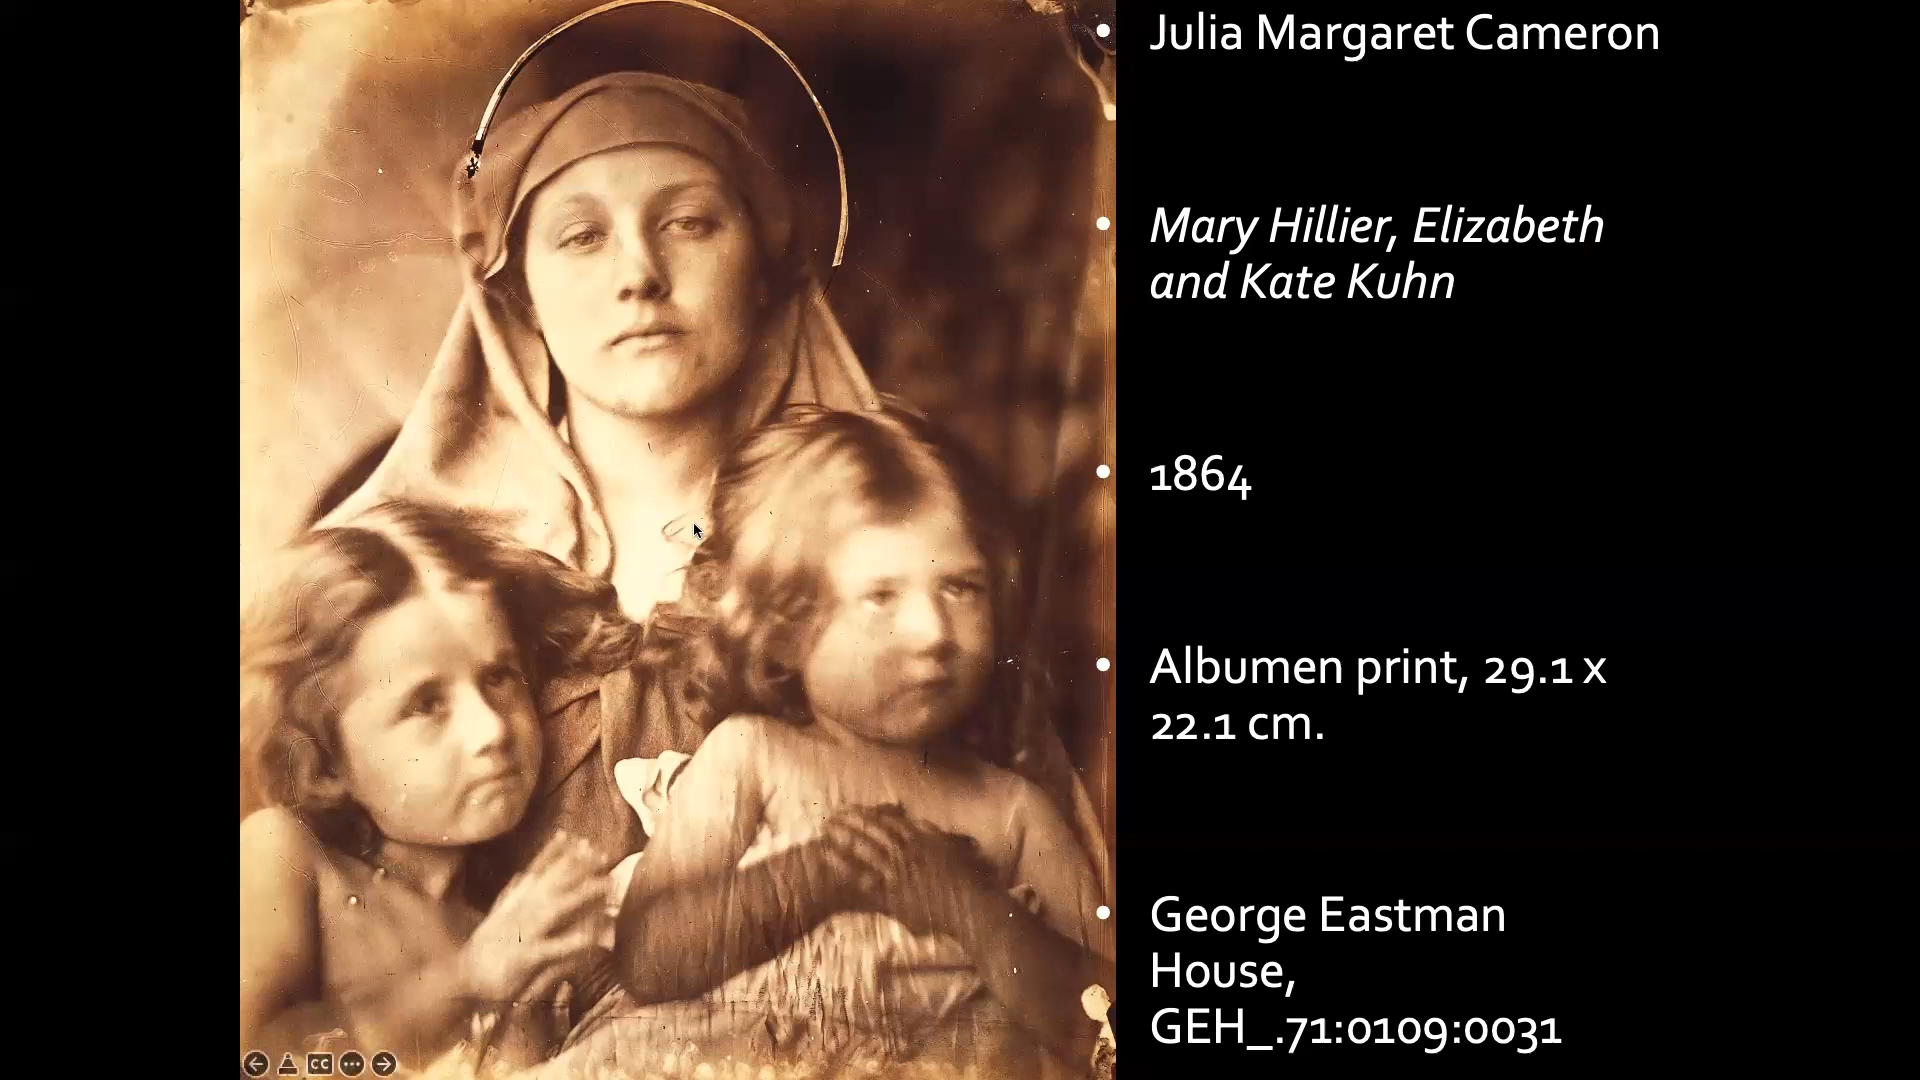 Julia Margaret Cameron
Mary Hillier, Elizabeth
and Kate Kuhn
1864
Albumen print, 29.1 x
22.1 cm.
George Eastman
House,
GEH_.71:0109:0031
CC